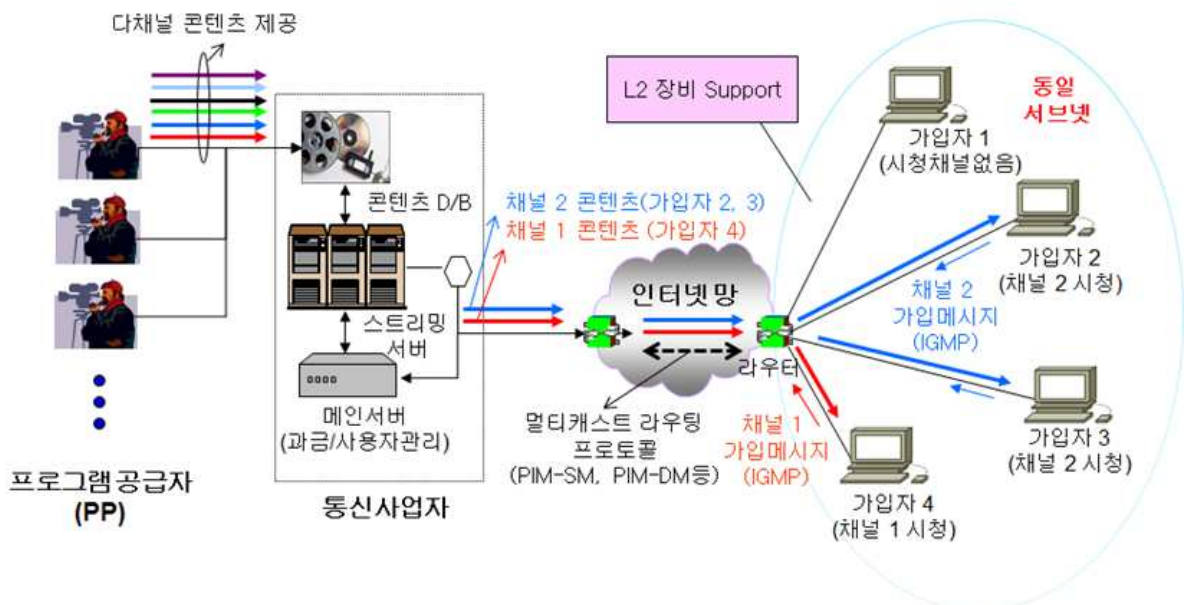 다채널 콘텐츠 제공
L2 장비 Support
동일
서브넷
가입자 1
(시청채널없음)
콘텐츠 D/B
채널 2 콘텐츠(가입자 2, 3)
채널 1 콘텐츠 (가입자 4)
가입자 2
(채널 2 시청)
인터넷망
채널 2
가입메시지
(IGMP)
스트리밍
서버
라우터
메인서버
(과금/사용자관리)
멀티캐스트 라우팅
프로토콜
(PIM-SM, PIM-DM등)
채널 1
가입메시지
(IGMP)
가입자 3
(채널 2 시청)
프로그램 공급자
(PP)
통신사업자
가입자 4
(채널 1 시청)